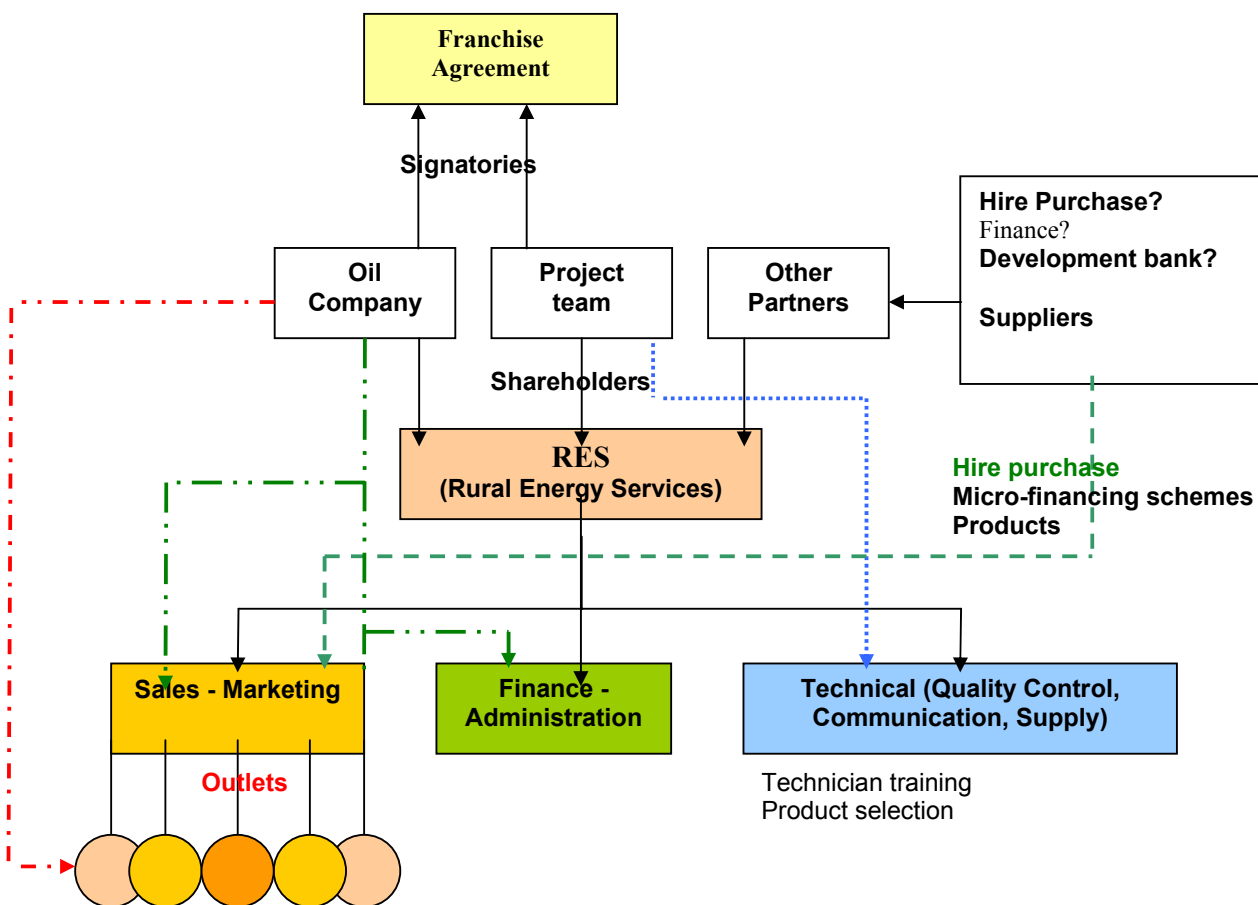 Franchise
Agreement
Signatories
Hire Purchase?
Finance?
Development bank?
Suppliers
Oil
Company
Project
team
Other
Partners
Shareholders
RES
(Rural Energy Services)
Hire purchase
Micro-financing schemes
Products
Sales - Marketing
Finance -
Administration
Technical (Quality Control,
Communication, Supply)
Outlets
Technician training
Product selection